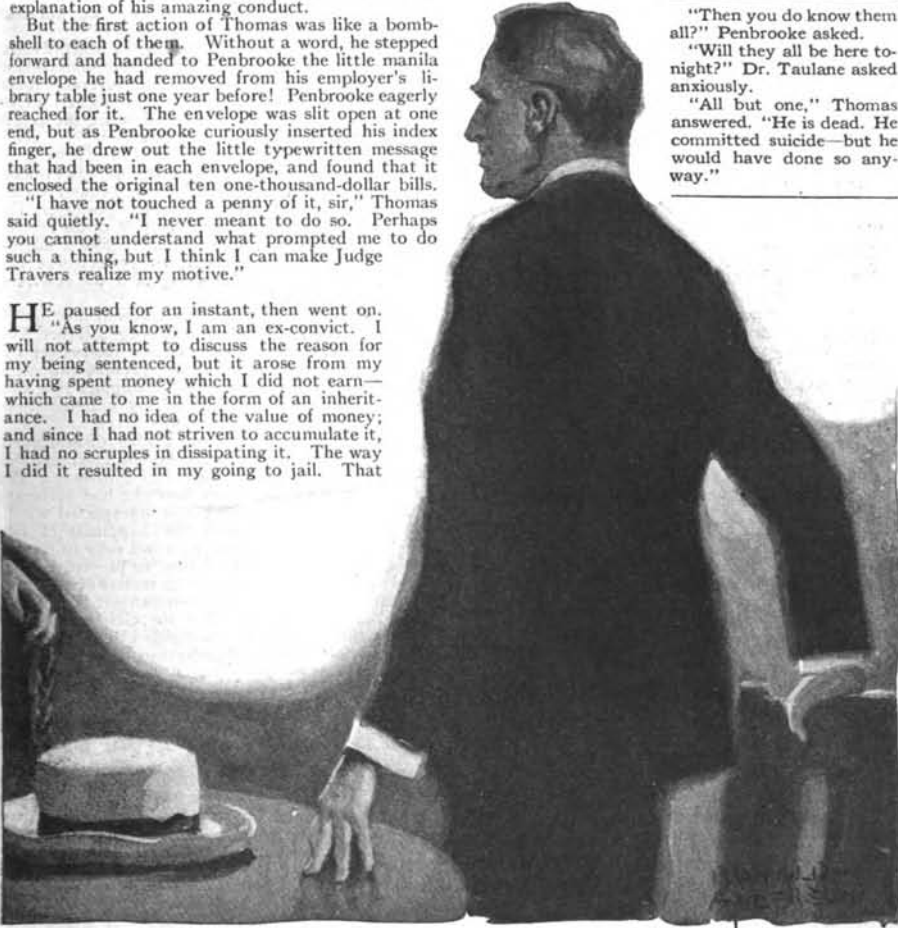 explanation of his amazing conduct.
But the first action of Thomas was like a bomb-
shell to each of them. Without a word, he stepped
forward and handed to Penbrooke the little manila
envelope he had removed from his employer's li-
brary table just one year before! Penbrooke eagerly
reached for it. The envelope was slit open at one
end, but as Penbrooke curiously inserted his index
finger, he drew out the little typewritten message
that had been in each envelope, and found that it
enclosed the original ten one-thousand-dollar bills.
"I have not touched a penny of it, sir," Thomas
said quietly. "I never meant to do so. Perhaps
you cannot understand what prompted me to do
such a thing, but I think I can make Judge
Travers realize my motive."
HE paused for an instant, then went on.
"As you know, I am an ex-convict. I
will not attempt to discuss the reason for
my being sentenced, but it arose from my
having spent money which I did not earn—
which came to me in the form of an inherit-
ance. I had no idea of the value of money;
and since I had not striven to accumulate it,
I had no scruples in dissipating it. The way
I did it resulted in my going to jail. That
"Then you do know them
all?" Penbrooke asked.
"Will they all be here to-
night?" Dr. Taulane asked
anxiously.
"All but one," Thomas
answered. "He is dead. He
committed suicide—but he
would have done so any-
way."